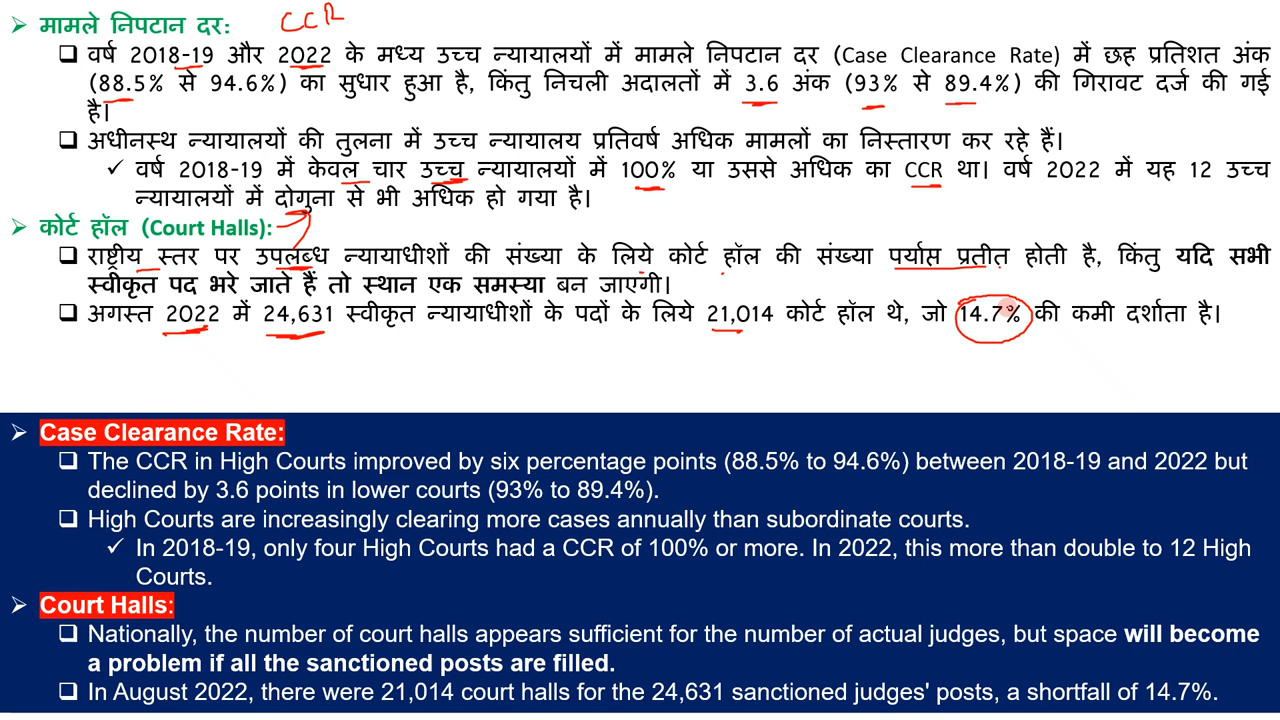 ➢ मामले निपटान दर: CCR
❑ वर्ष 2018-19 और 2022 के मध्य उच्च न्यायालयों में मामले निपटान दर (Case Clearance Rate) में छह प्रतिशत अंक
(88.5% से 94.6%) का सुधार हुआ है, किंतु निचली अदालतों में 3.6 अंक (93% से 89.4%) की गिरावट दर्ज की गई
है।
❑ अधीनस्थ न्यायालयों की तुलना में उच्च न्यायालय प्रतिवर्ष अधिक मामलों का निस्तारण कर रहे हैं।
✓ वर्ष 2018-19 में केवल चार उच्च न्यायालयों में 100% या उससे अधिक का CCR था। वर्ष 2022 में यह 12 उच्च
न्यायालयों में दोगुना से भी अधिक हो गया है।
➢ कोर्ट हॉल (Court Halls):
❑ राष्ट्रीय स्तर पर उपलब्ध न्यायाधीशों की संख्या के लिये कोर्ट हॉल की संख्या पर्याप्त प्रतीत होती है, किंतु यदि सभी
स्वीकृत पद भरे जाते हैं तो स्थान एक समस्या बन जाएगी।
❑ अगस्त 2022 में 24,631 स्वीकृत न्यायाधीशों के पदों के लिये 21,014 कोर्ट हॉल थे, जो 14.7% की कमी दर्शाता है।
➢ Case Clearance Rate:
❑ The CCR in High Courts improved by six percentage points (88.5% to 94.6%) between 2018-19 and 2022 but
declined by 3.6 points in lower courts (93% to 89.4%).
❑ High Courts are increasingly clearing more cases annually than subordinate courts.
✓ In 2018-19, only four High Courts had a CCR of 100% or more. In 2022, this more than double to 12 High
Courts.
➢ Court Halls:
❑ Nationally, the number of court halls appears sufficient for the number of actual judges, but space will become
a problem if all the sanctioned posts are filled.
❑ In August 2022, there were 21,014 court halls for the 24,631 sanctioned judges' posts, a shortfall of 14.7%.